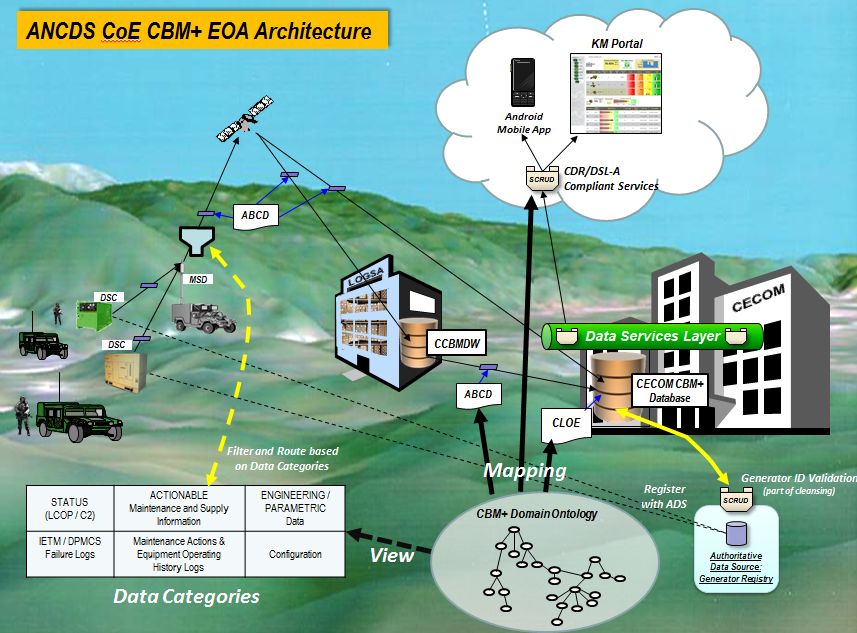 ANCDS CoE CBM+ EOA Architecture
KM Portal
Android
Mobile App
SCRUD
CDR/DSL-A
Compliant Services
ABCD
MSD
DSC
DSC
LOGSA
CCBMDW
ABCD
CECOM
Data Services Layer
CECOM CBM+
Database
CLOE
Filter and Route based
on Data Categories
Mapping
Register
with ADS
Generator ID Validation
(part of cleansing)
SCRUD
Authoritative
Data Source:
Generator Registry
CBM+ Domain Ontology
View
STATUS
(LCOP / C2)
ACTIONABLE
Maintenance and Supply
Information
ENGINEERING /
PARAMETRIC
Data
IETM / DPMCS
Failure Logs
Maintenance Actions &
Equipment Operating
History Logs
Configuration
Data Categories